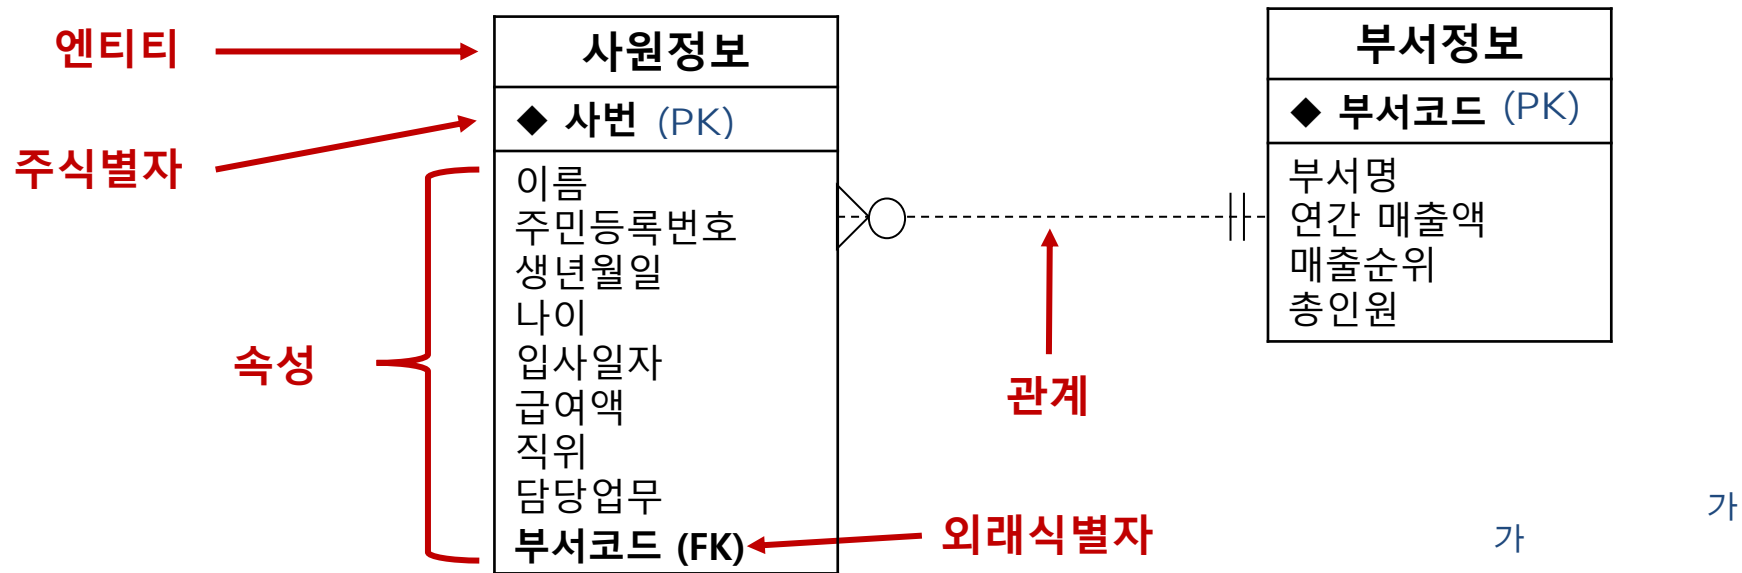 엔티티
주식별자
속성
사원정보
◆ 사번 (PK)
이름
주민등록번호
생년월일
나이
입사일자
급여액
직위
담당업무
부서코드 (FK)
관계
외래식별자
부서정보
◆ 부서코드 (PK)
부서명
연간 매출액
매출순위
총인원
가
가